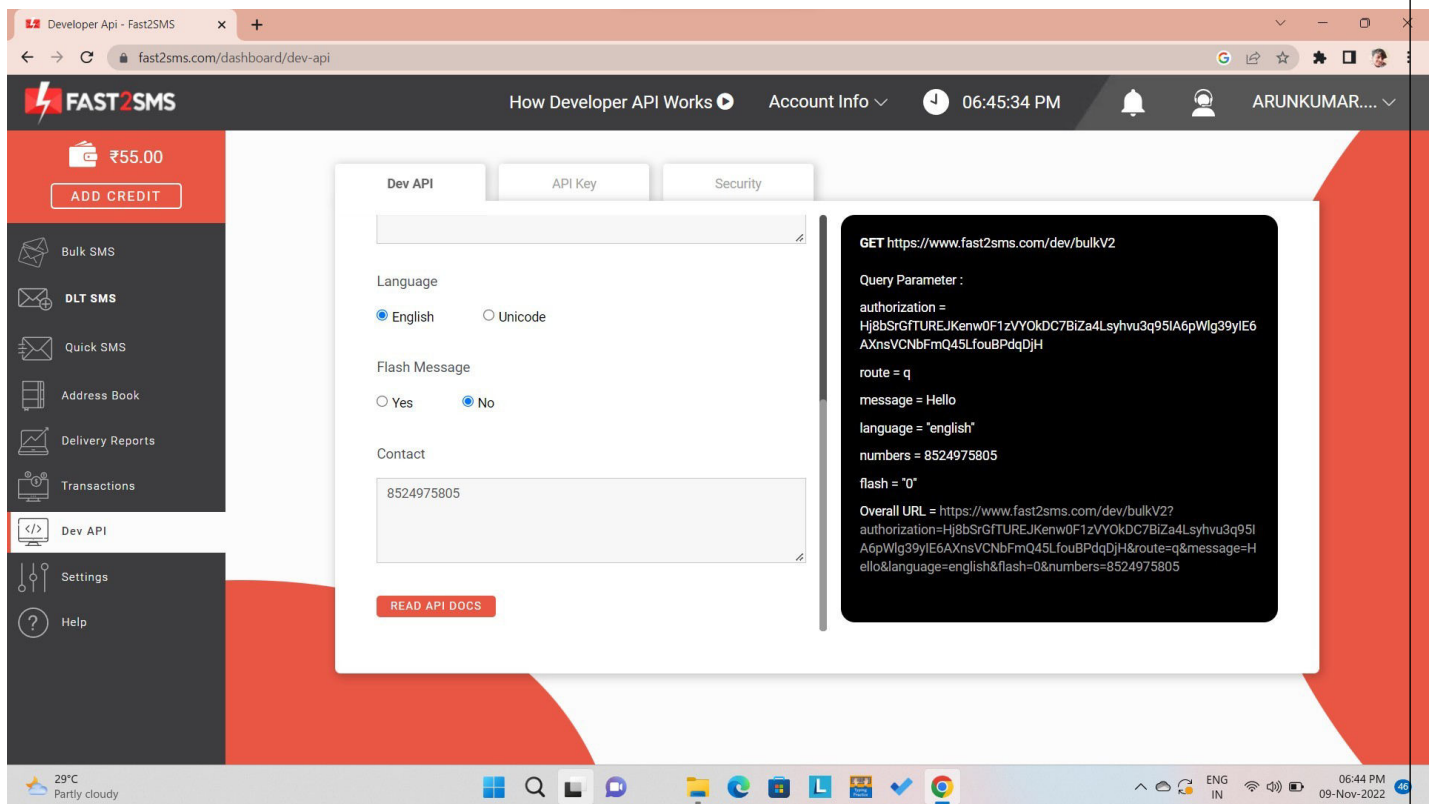 Developer Api - Fast2SMS
fast2sms.com/dashboard/dev-api
FAST2SMS
How Developer API Works
Account Info
06:45:34 PM
ARUNKUMAR....
₹55.00
ADD CREDIT
Bulk SMS
DLT SMS
Quick SMS
Address Book
Delivery Reports
Transactions
Dev API
Settings
Help
Dev API
API Key
Security
Language
English
Unicode
Flash Message
Yes
No
Contact
8524975805
READ API DOCS
GET https://www.fast2sms.com/dev/bulkV2
Query Parameter :
authorization =
Hj8bSrGfTUREJKenw0F1zVYOkDC7BiZa4Lsyhvu3q95IA6pWlg39yIE6
AXnsVCNbFmQ45LfouBPdqDjH
route = q
message = Hello
language = "english"
numbers = 8524975805
flash = "0"
Overall URL = https://www.fast2sms.com/dev/bulkV2?
authorization=Hj8bSrGfTUREJKenw0F1zVYOkDC7BiZa4Lsyhvu3q95I
A6pWlg39yIE6AXnsVCNbFmQ45LfouBPdqDjH&route=q&message=H
ello&language=english&flash=0&numbers=8524975805
29°C
Partly cloudy
ENG
IN
06:44 PM
09-Nov-2022
46